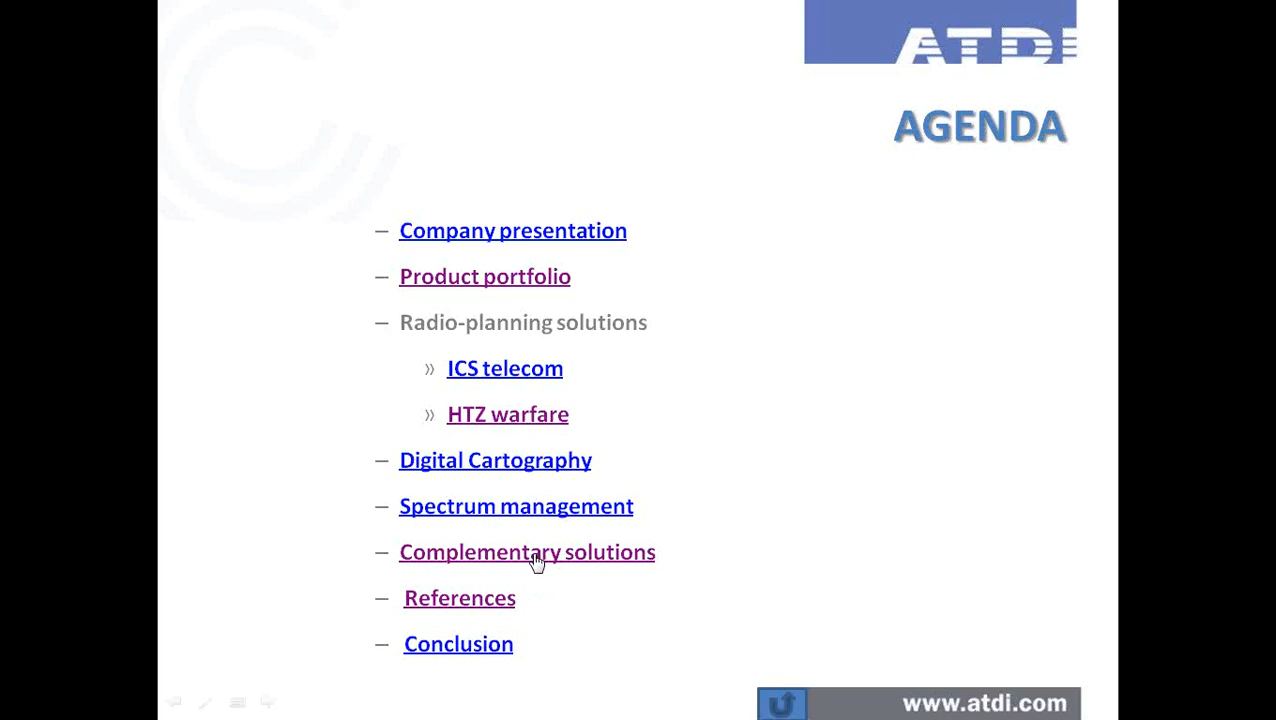 ATDI
AGENDA
– Company presentation
– Product portfolio
– Radio-planning solutions
» ICS telecom
» HTZ warfare
– Digital Cartography
– Spectrum management
– Complementary solutions
– References
– Conclusion
www.atdi.com